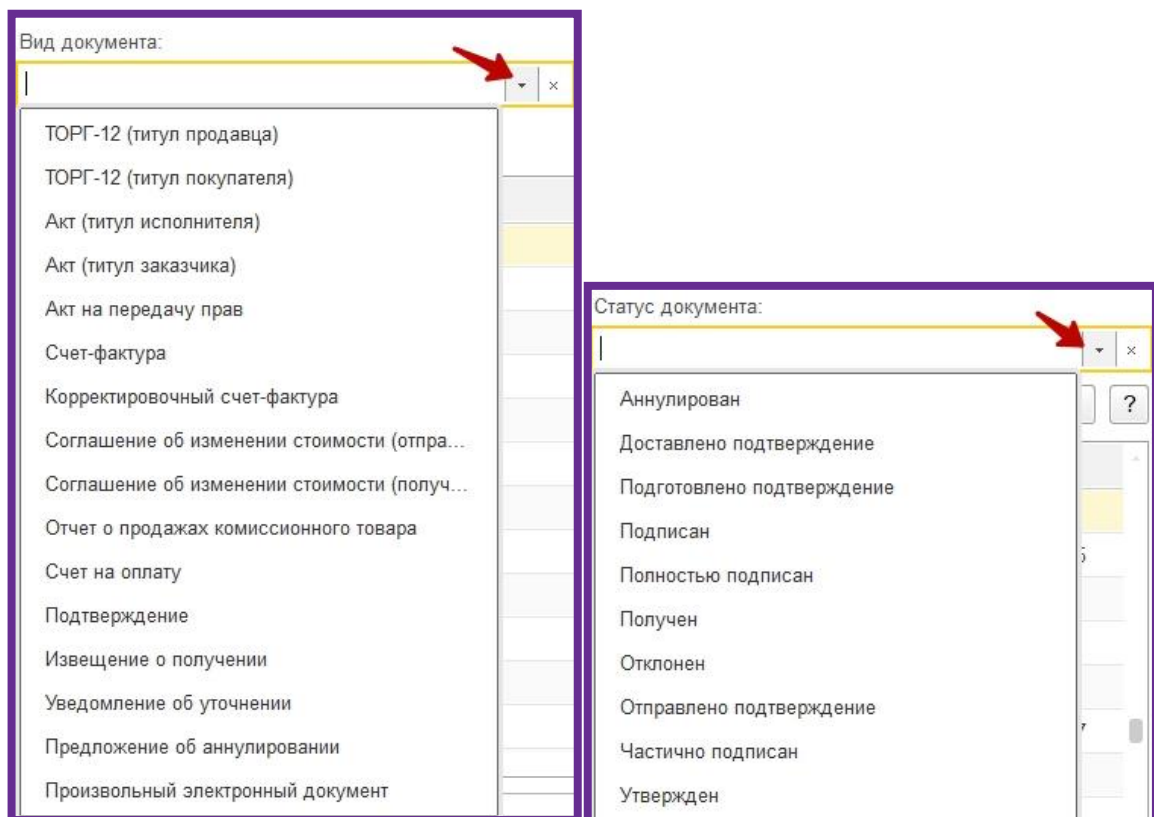 Вид документа:
ТОРГ-12 (титул продавца)
ТОРГ-12 (титул покупателя)
Акт (титул исполнителя)
Акт (титул заказчика)
Акт на передачу прав
Счет-фактура
Корректировочный счет-фактура
Соглашение об изменении стоимости (отпра...
Соглашение об изменении стоимости (получ...
Отчет о продажах комиссионного товара
Счет на оплату
Подтверждение
Извещение о получении
Уведомление об уточнении
Предложение об аннулировании
Произвольный электронный документ
Статус документа:
?
Аннулирован
Доставлено подтверждение
Подготовлено подтверждение
Подписан
Полностью подписан
Получен
Отклонен
Отправлено подтверждение
Частично подписан
Утвержден